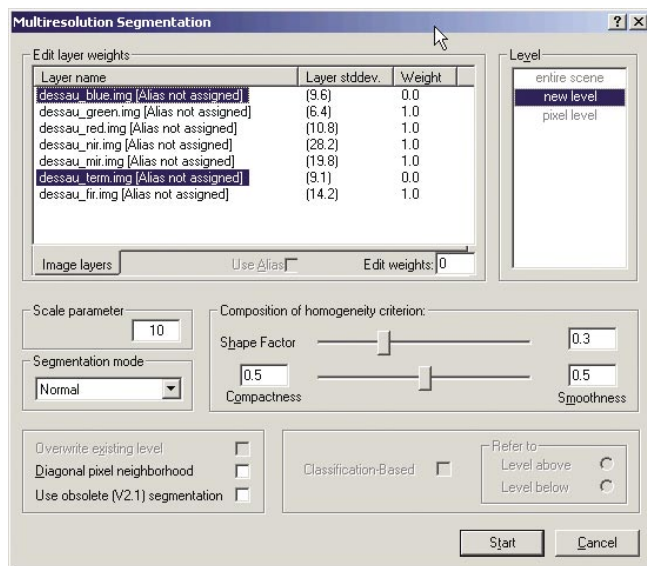 Multiresolution Segmentation
Edit layer weights
Layer name Layer stddev. Weight
dessau_blue.img [Alias not assigned] (9.6) 0.0
dessau_green.img [Alias not assigned] (6.4) 1.0
dessau_red.img [Alias not assigned] (10.8) 1.0
dessau_nir.img [Alias not assigned] (28.2) 1.0
dessau_mir.img [Alias not assigned] (19.8) 1.0
dessau_term.img [Alias not assigned] (9.1) 0.0
dessau_fir.img [Alias not assigned] (14.2) 1.0
Image layers Use Alias Edit weights: 0
Level
entire scene
new level
pixel level
Scale parameter
10
Segmentation mode
Normal
Composition of homogeneity criterion:
Shape Factor 0.3
0.5 0.5
Compactness Smoothness
Overwrite existing level
Diagonal pixel neighborhood
Use obsolete (V2.1) segmentation
Classification-Based
Refer to
Level above
Level below
Start Cancel